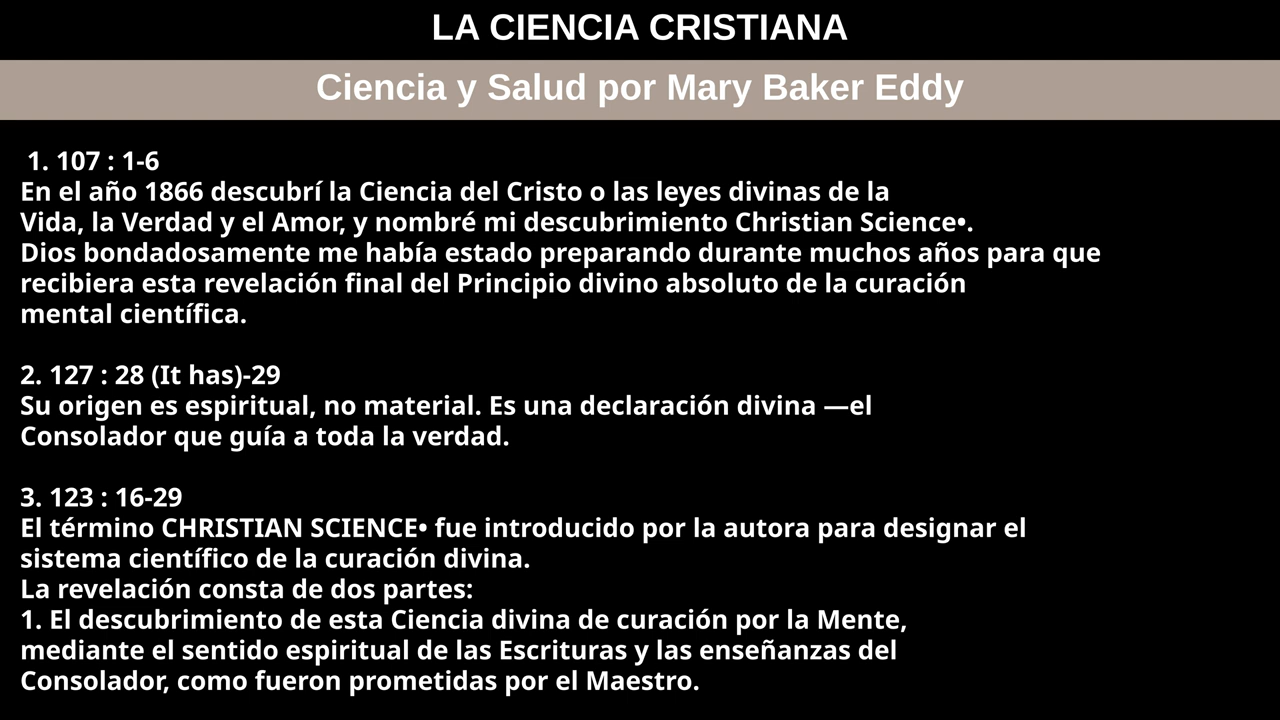 LA CIENCIA CRISTIANA
Ciencia y Salud por Mary Baker Eddy
1. 107 : 1-6
En el año 1866 descubrí la Ciencia del Cristo o las leyes divinas de la
Vida, la Verdad y el Amor, y nombré mi descubrimiento Christian Science•.
Dios bondadosamente me había estado preparando durante muchos años para que
recibiera esta revelación final del Principio divino absoluto de la curación
mental científica.
2. 127 : 28 (It has)-29
Su origen es espiritual, no material. Es una declaración divina —el
Consolador que guía a toda la verdad.
3. 123 : 16-29
El término CHRISTIAN SCIENCE• fue introducido por la autora para designar el
sistema científico de la curación divina.
La revelación consta de dos partes:
1. El descubrimiento de esta Ciencia divina de curación por la Mente,
mediante el sentido espiritual de las Escrituras y las enseñanzas del
Consolador, como fueron prometidas por el Maestro.